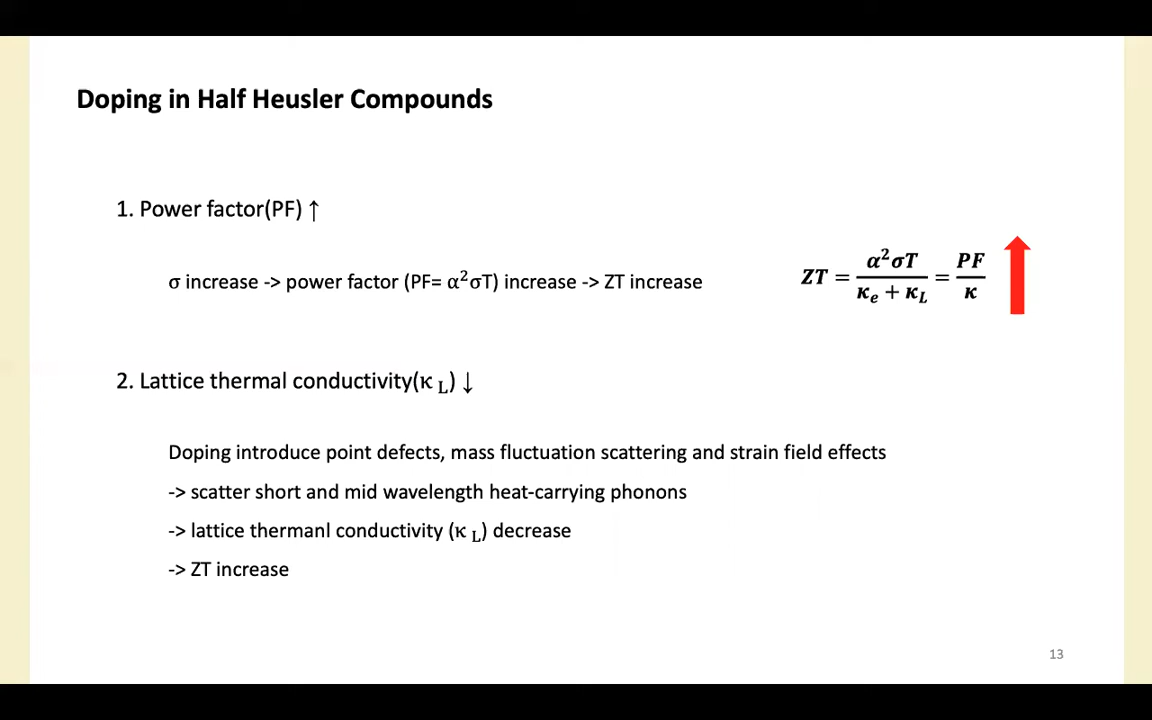 Doping in Half Heusler Compounds
1. Power factor(PF) ↑
σ increase -> power factor (PF= α²σT) increase -> ZT increase
ZT = α²σT / (κₑ + κ_L) = PF / κ
2. Lattice thermal conductivity(κ L) ↓
Doping introduce point defects, mass fluctuation scattering and strain field effects
-> scatter short and mid wavelength heat-carrying phonons
-> lattice thermanl conductivity (κ L) decrease
-> ZT increase
13